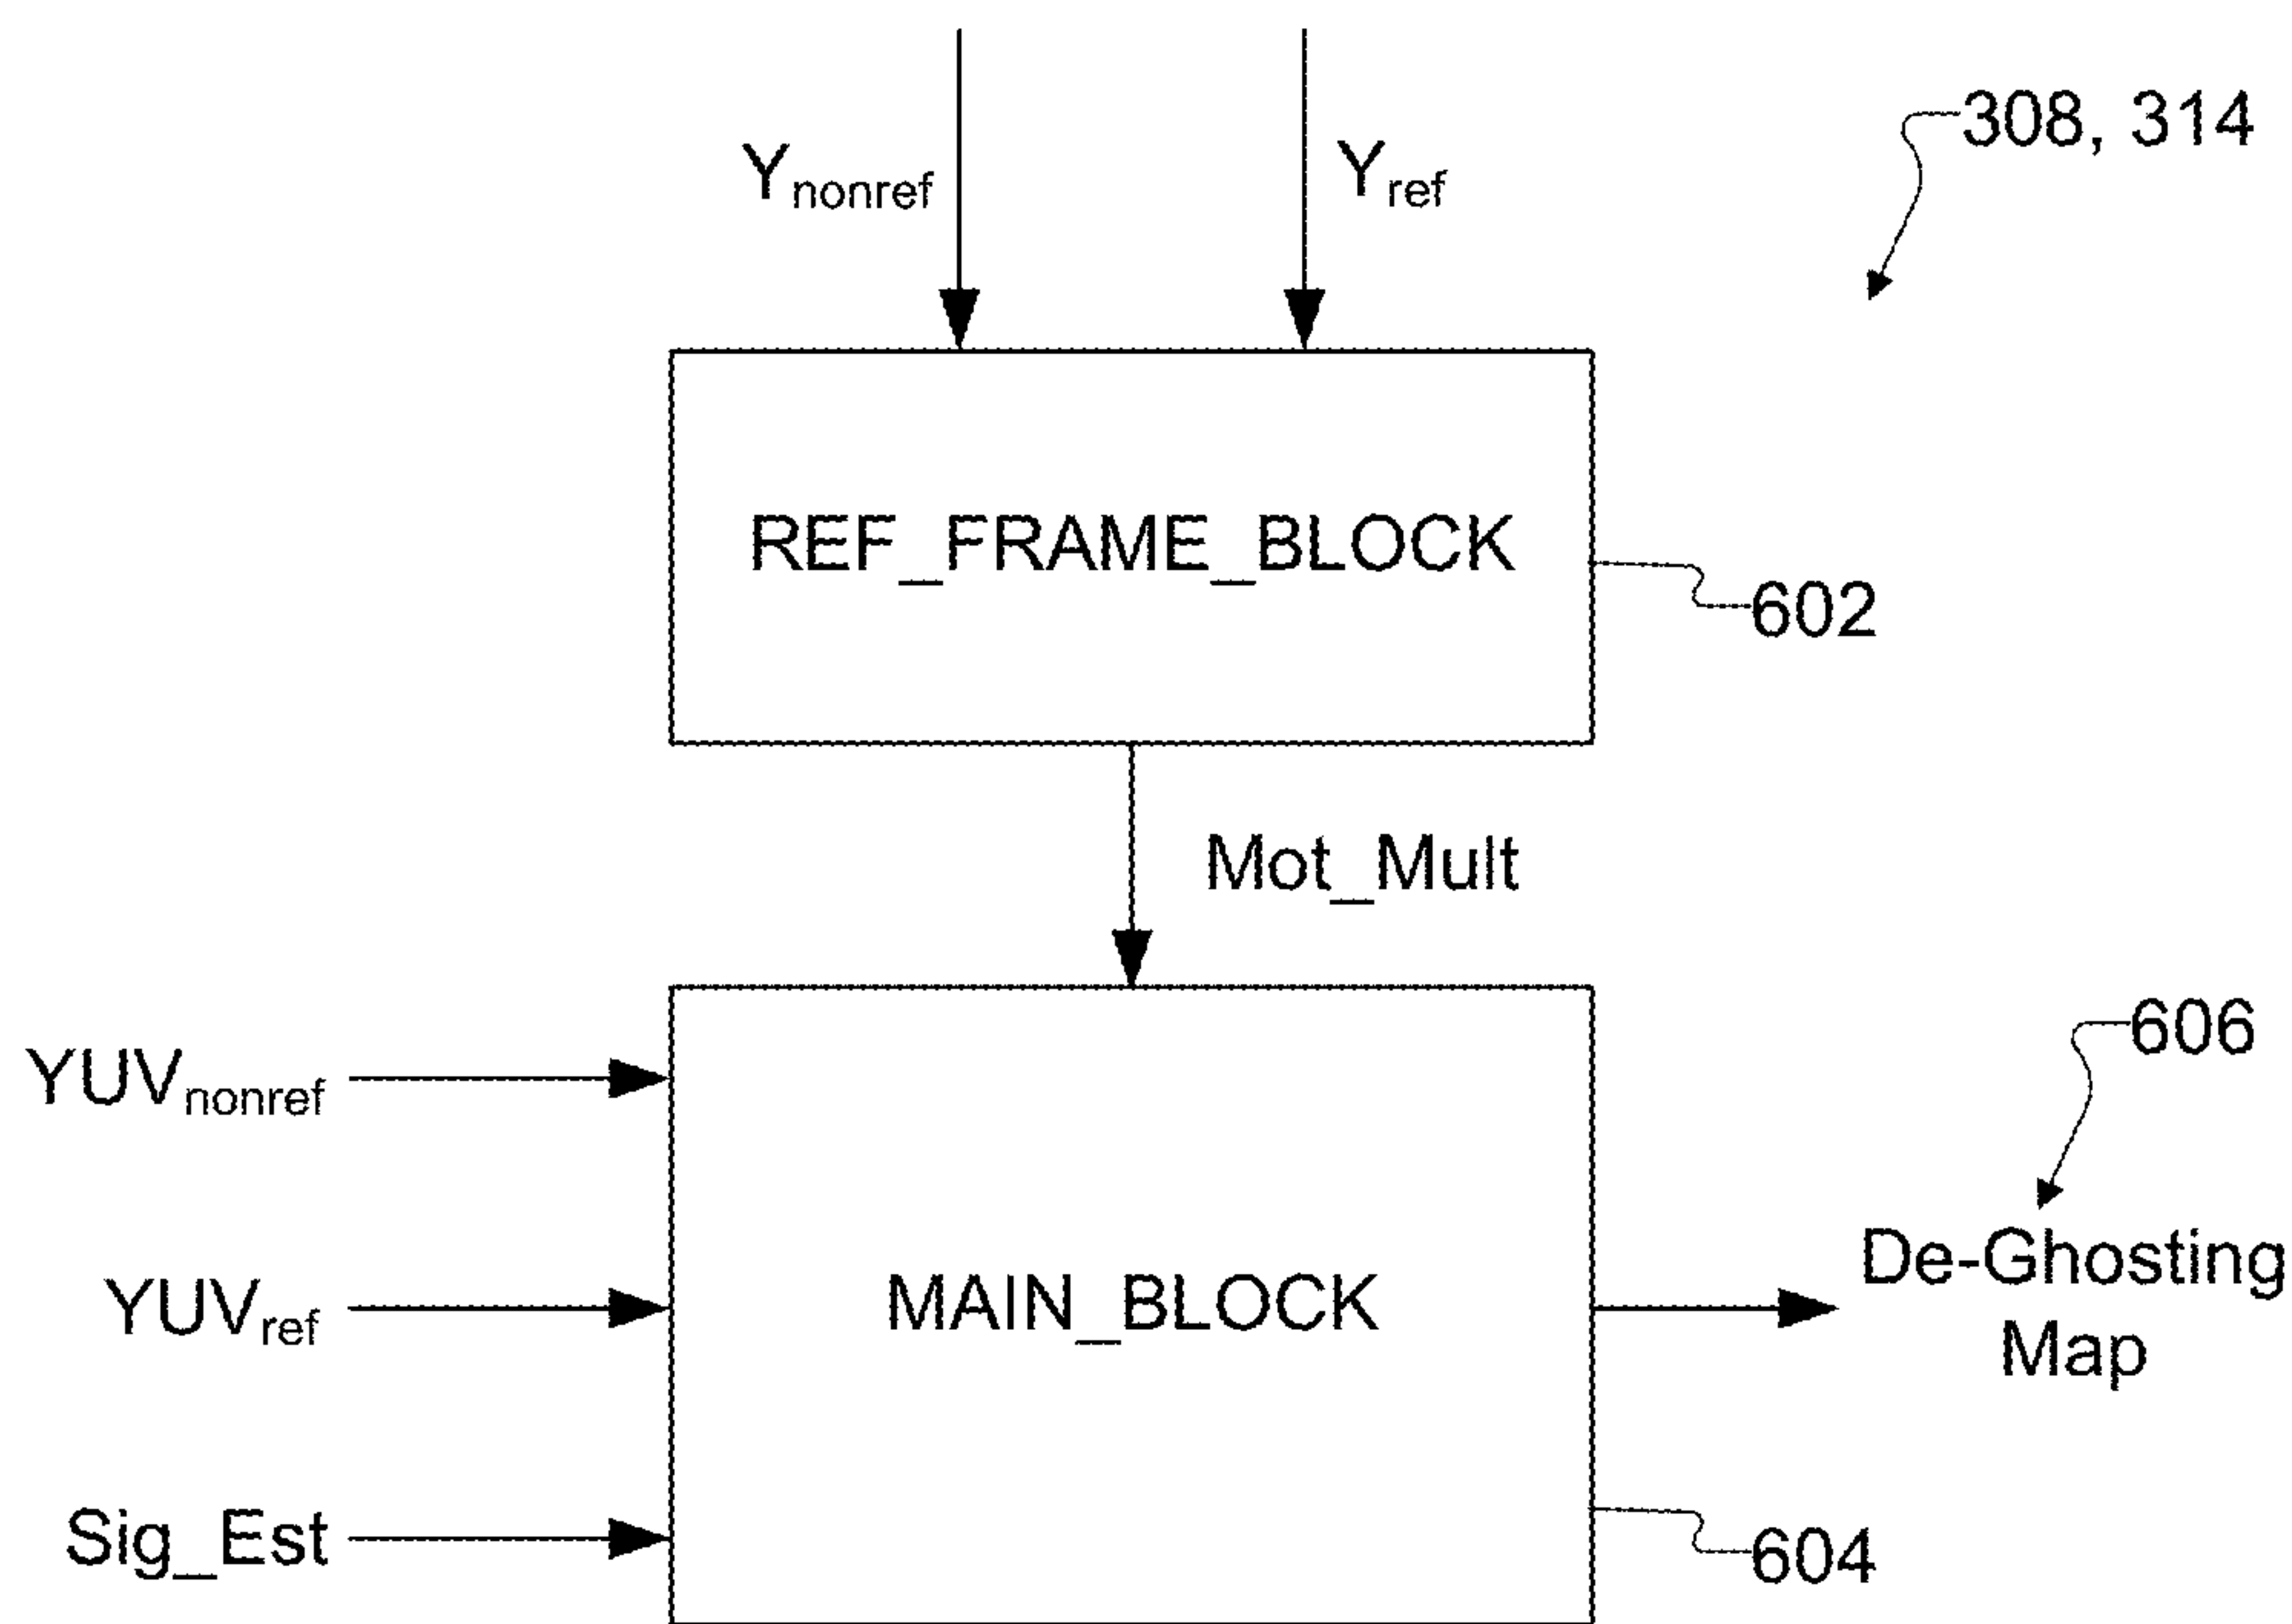 308, 314
Ynonref
Yref
REF_FRAME_BLOCK
602
Mot_Mult
606
YUVnonref
De-Ghosting
Map
YUVref
MAIN_BLOCK
Sig_Est
604